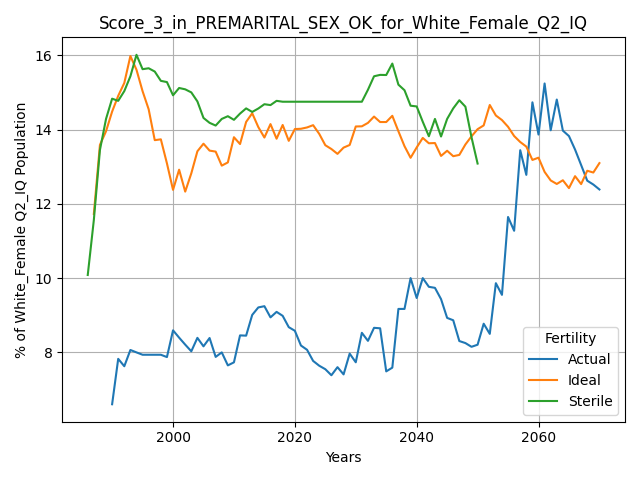 Score_3_in_PREMARITAL_SEX_OK_for_White_Female_Q2_IQ
% of White_Female Q2_IQ Population
16
14
12
10
8
2000 2020 2040 2060
Years
Fertility
Actual
Ideal
Sterile